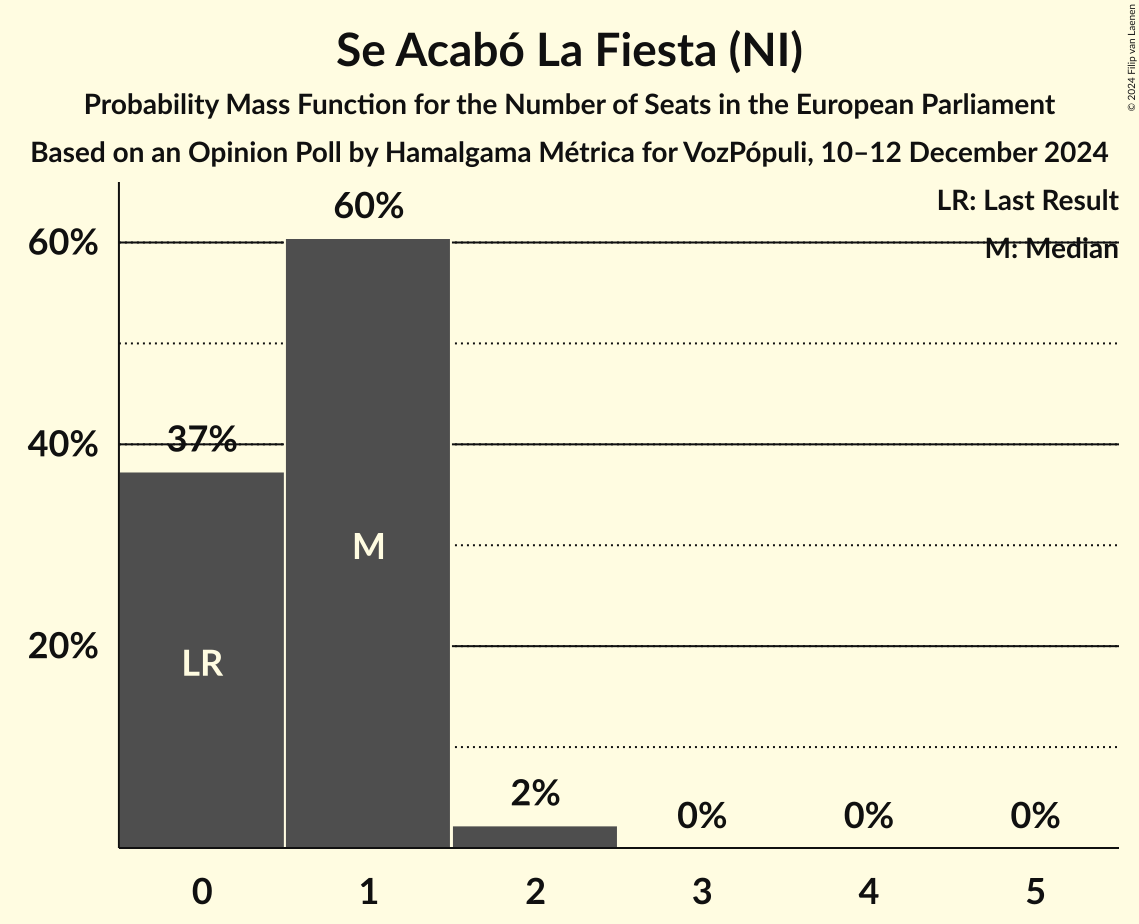 Se Acabó La Fiesta (NI)
Probability Mass Function for the Number of Seats in the European Parliament
Based on an Opinion Poll by Hamalgama Métrica for VozPópuli, 10–12 December 2024
© 2024 Filip van Laenen
LR: Last Result
M: Median
60%
40%
20%
37%
60%
2%
0%
0%
0%
LR
M
0
1
2
3
4
5